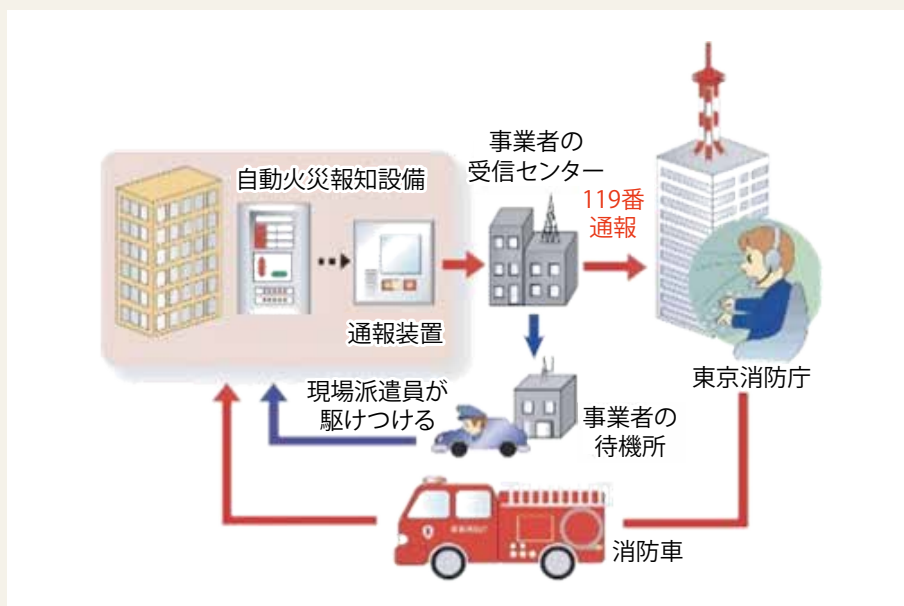 事業者の
受信センター
119番
通報
自動火災報知設備
通報装置
東京消防庁
現場派遣員が
駆けつける
事業者の
待機所
消防車